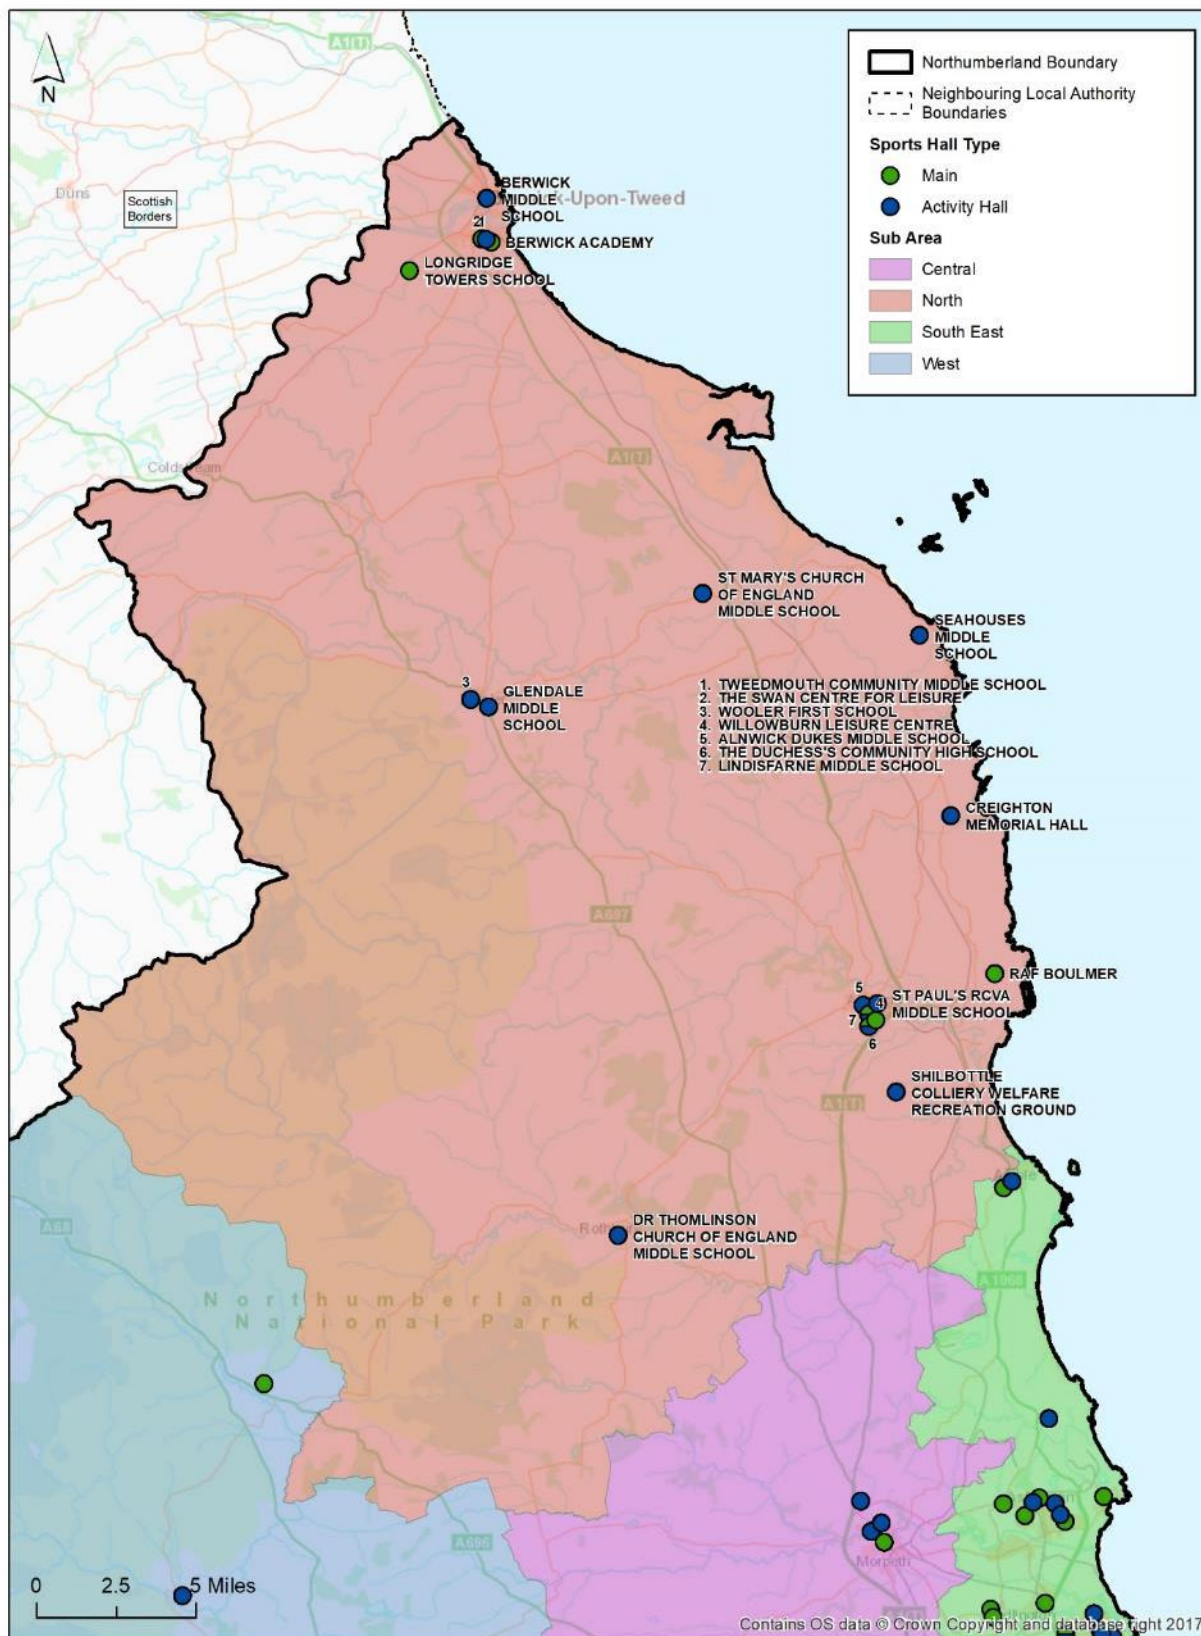 A1(T)
N
Northumberland Boundary
Neighbouring Local Authority
Boundaries
Sports Hall Type
Main
Activity Hall
Sub Area
Central
North
South East
West
Duns
Scottish
Borders
BERWICK
MIDDLE
SCHOOL
ck-Upon-Tweed
21
BERWICK ACADEMY
LONGRIDGE
TOWERS SCHOOL
A1(T)
Coldstream
ST MARY'S CHURCH
OF ENGLAND
MIDDLE SCHOOL
SEAHOUSES
MIDDLE
SCHOOL
3
GLENDALE
MIDDLE
SCHOOL
1. TWEEDMOUTH COMMUNITY MIDDLE SCHOOL
2. THE SWAN CENTRE FOR LEISURE
3. WOOLER FIRST SCHOOL
4. WILLOWBURN LEISURE CENTRE
5. ALNWICK DUKES MIDDLE SCHOOL
6. THE DUCHESS'S COMMUNITY HIGH SCHOOL
7. LINDISFARNE MIDDLE SCHOOL
CREIGHTON
MEMORIAL HALL
A697
RAF BOULMER
5
4
ST PAUL'S RCVA
MIDDLE SCHOOL
7
6
SHILBOTTLE
COLLIERY WELFARE
RECREATION GROUND
A1(T)
A68
DR THOMLINSON
CHURCH OF ENGLAND
MIDDLE SCHOOL
A1068
Northumberland
National Park
A696
Morpeth
0 2.5 5 Miles
Contains OS data © Crown Copyright and database right 2017